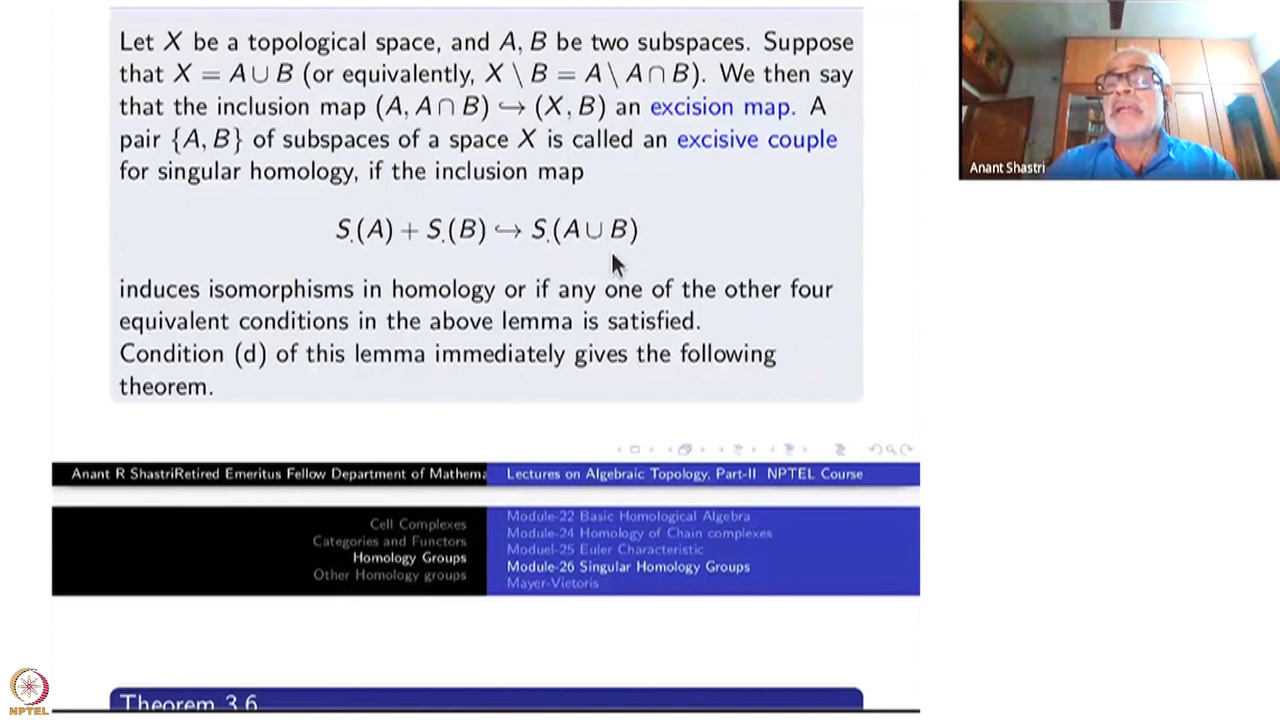 Let X be a topological space, and A, B be two subspaces. Suppose
that X = A ∪ B (or equivalently, X \ B = A \ A ∩ B). We then say
that the inclusion map (A, A ∩ B) ↪ (X, B) an excision map. A
pair {A, B} of subspaces of a space X is called an excisive couple
for singular homology, if the inclusion map
S.(A) + S.(B) ↪ S.(A ∪ B)
induces isomorphisms in homology or if any one of the other four
equivalent conditions in the above lemma is satisfied.
Condition (d) of this lemma immediately gives the following
theorem.
Anant R ShastriRetired Emeritus Fellow Department of Mathema
Lectures on Algebraic Topology, Part-II NPTEL Course
Cell Complexes
Categories and Functors
Homology Groups
Other Homology groups
Module-22 Basic Homological Algebra
Module-24 Homology of Chain complexes
Moduel-25 Euler Characteristic
Module-26 Singular Homology Groups
Mayer-Vietoris
Theorem 3.6
Anant Shastri
NPTEL